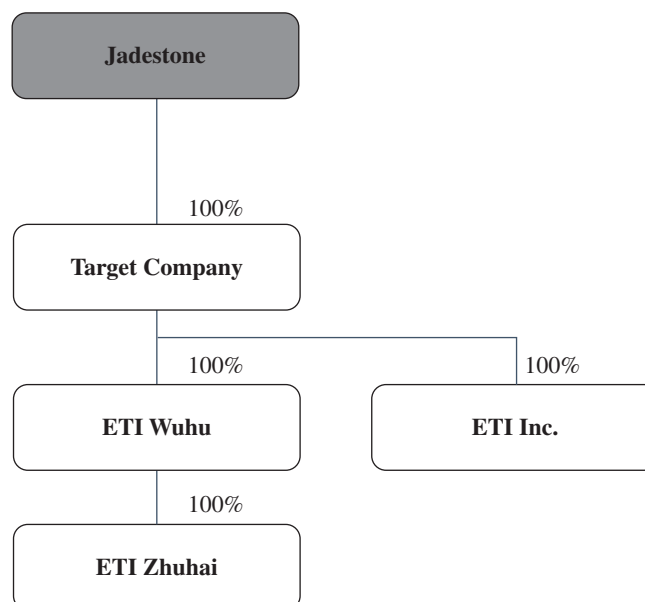 Jadestone
100%
Target Company
100%
100%
ETI Wuhu
ETI Inc.
100%
ETI Zhuhai